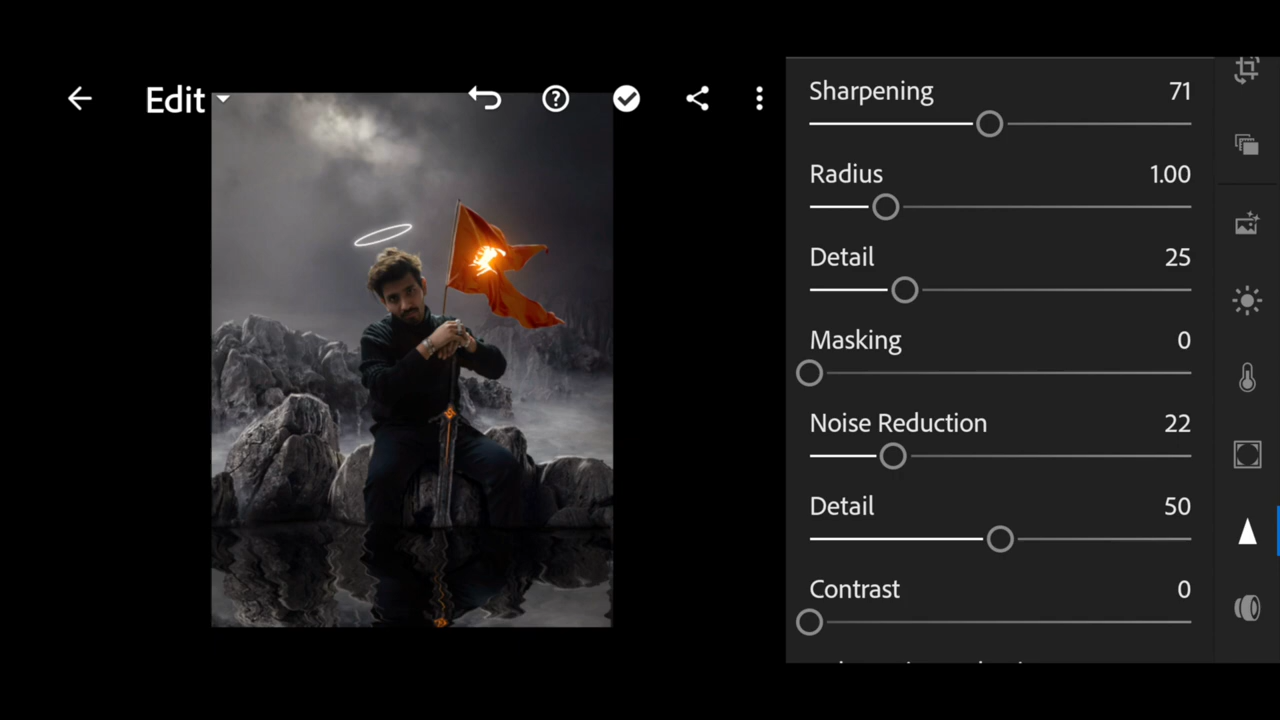 Edit
Sharpening 71
Radius 1.00
Detail 25
Masking 0
Noise Reduction 22
Detail 50
Contrast 0